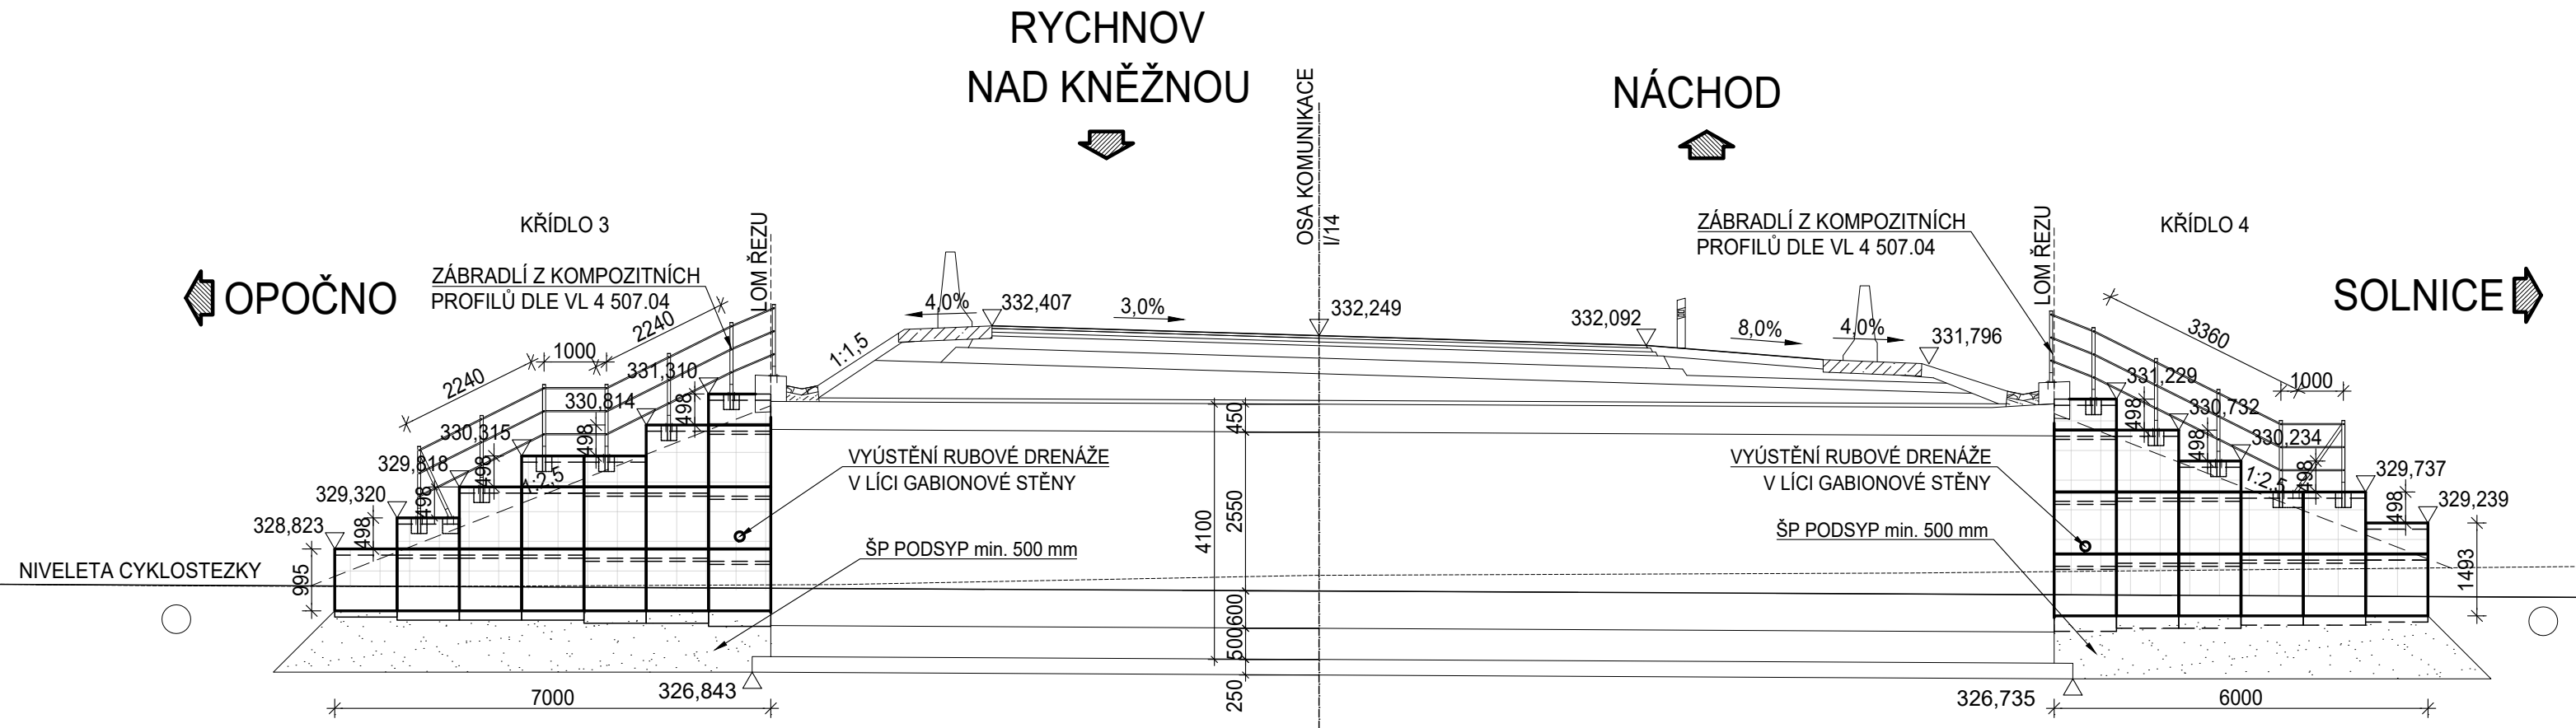 RYCHNOV
NAD KNĚŽNOU
NÁCHOD
OSA KOMUNIKACE
I/14
KŘÍDLO 3
LOM ŘEZU
ZÁBRADLÍ Z KOMPOZITNÍCH
PROFILŮ DLE VL 4 507.04
LOM ŘEZU
KŘÍDLO 4
OPOČNO
ZÁBRADLÍ Z KOMPOZITNÍCH
PROFILŮ DLE VL 4 507.04
SOLNICE
4,0%
332,407
3,0%
332,249
332,092
8,0%
4,0%
331,796
2240
1000
2240
1:1,5
3360
1000
331,310
330,814
330,315
329,818
329,320
328,823
498
498
498
498
498
995
1:2,5
331,229
330,732
330,234
329,737
329,239
498
498
498
498
1493
1:2,5
VYÚSTĚNÍ RUBOVÉ DRENÁŽE
V LÍCI GABIONOVÉ STĚNY
ŠP PODSYP min. 500 mm
450
2550
4100
600
500
250
VYÚSTĚNÍ RUBOVÉ DRENÁŽE
V LÍCI GABIONOVÉ STĚNY
ŠP PODSYP min. 500 mm
NIVELETA CYKLOSTEZKY
7000
326,843
326,735
6000